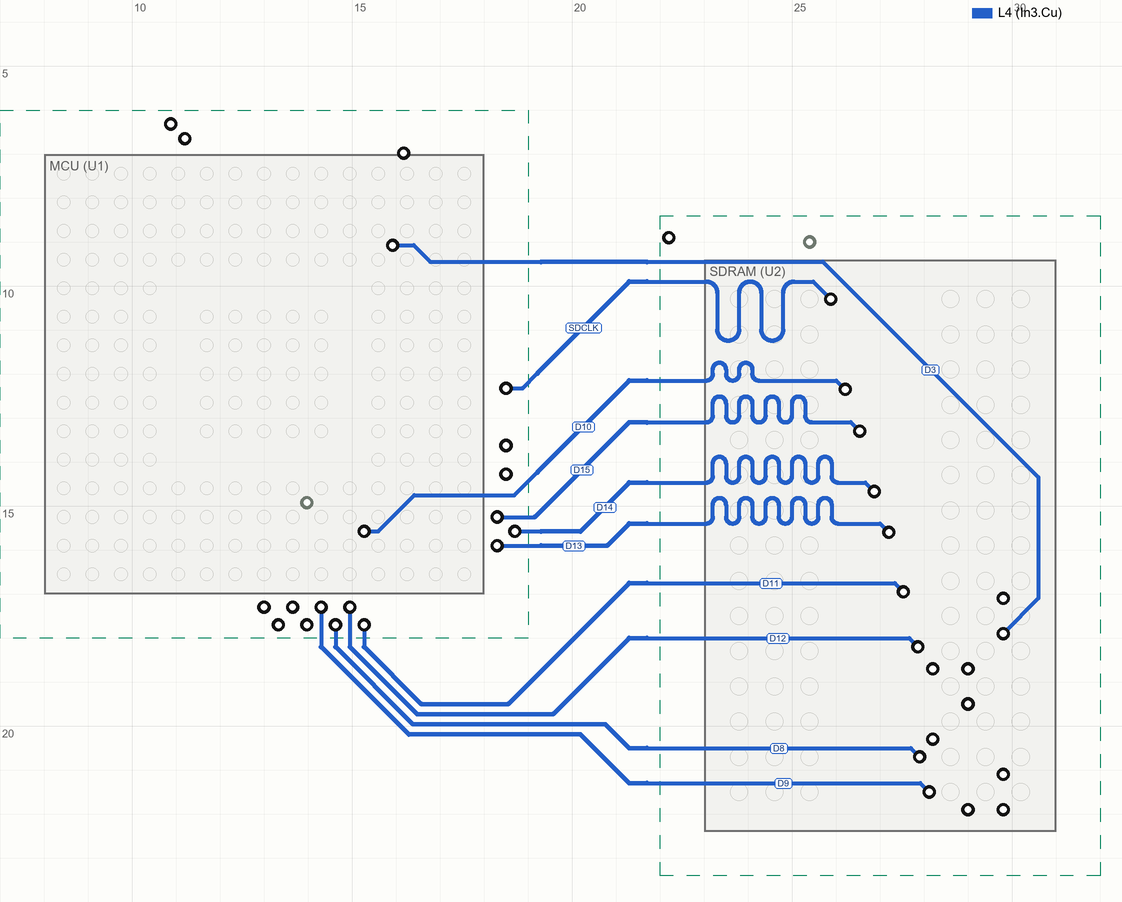 10
15
20
25
30
L4 (In3.Cu)
5
MCU (U1)
SDRAM (U2)
10
SDCLK
D3
D10
D15
D14
15
D13
D11
D12
20
D8
D9